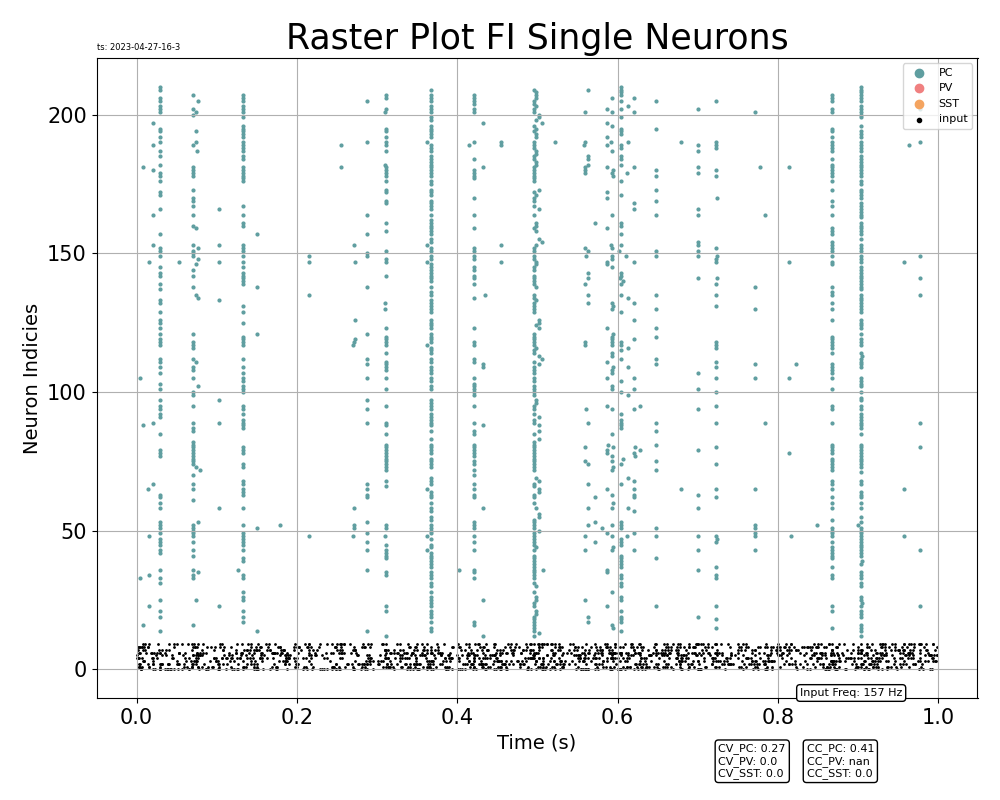 Raster Plot FI Single Neurons
ts: 2023-04-27-16-3
PC
PV
SST
input
200
150
100
50
0
Neuron Indicies
0.0 0.2 0.4 0.6 0.8 1.0
Time (s)
Input Freq: 157 Hz
CV_PC: 0.27
CV_PV: 0.0
CV_SST: 0.0
CC_PC: 0.41
CC_PV: nan
CC_SST: 0.0